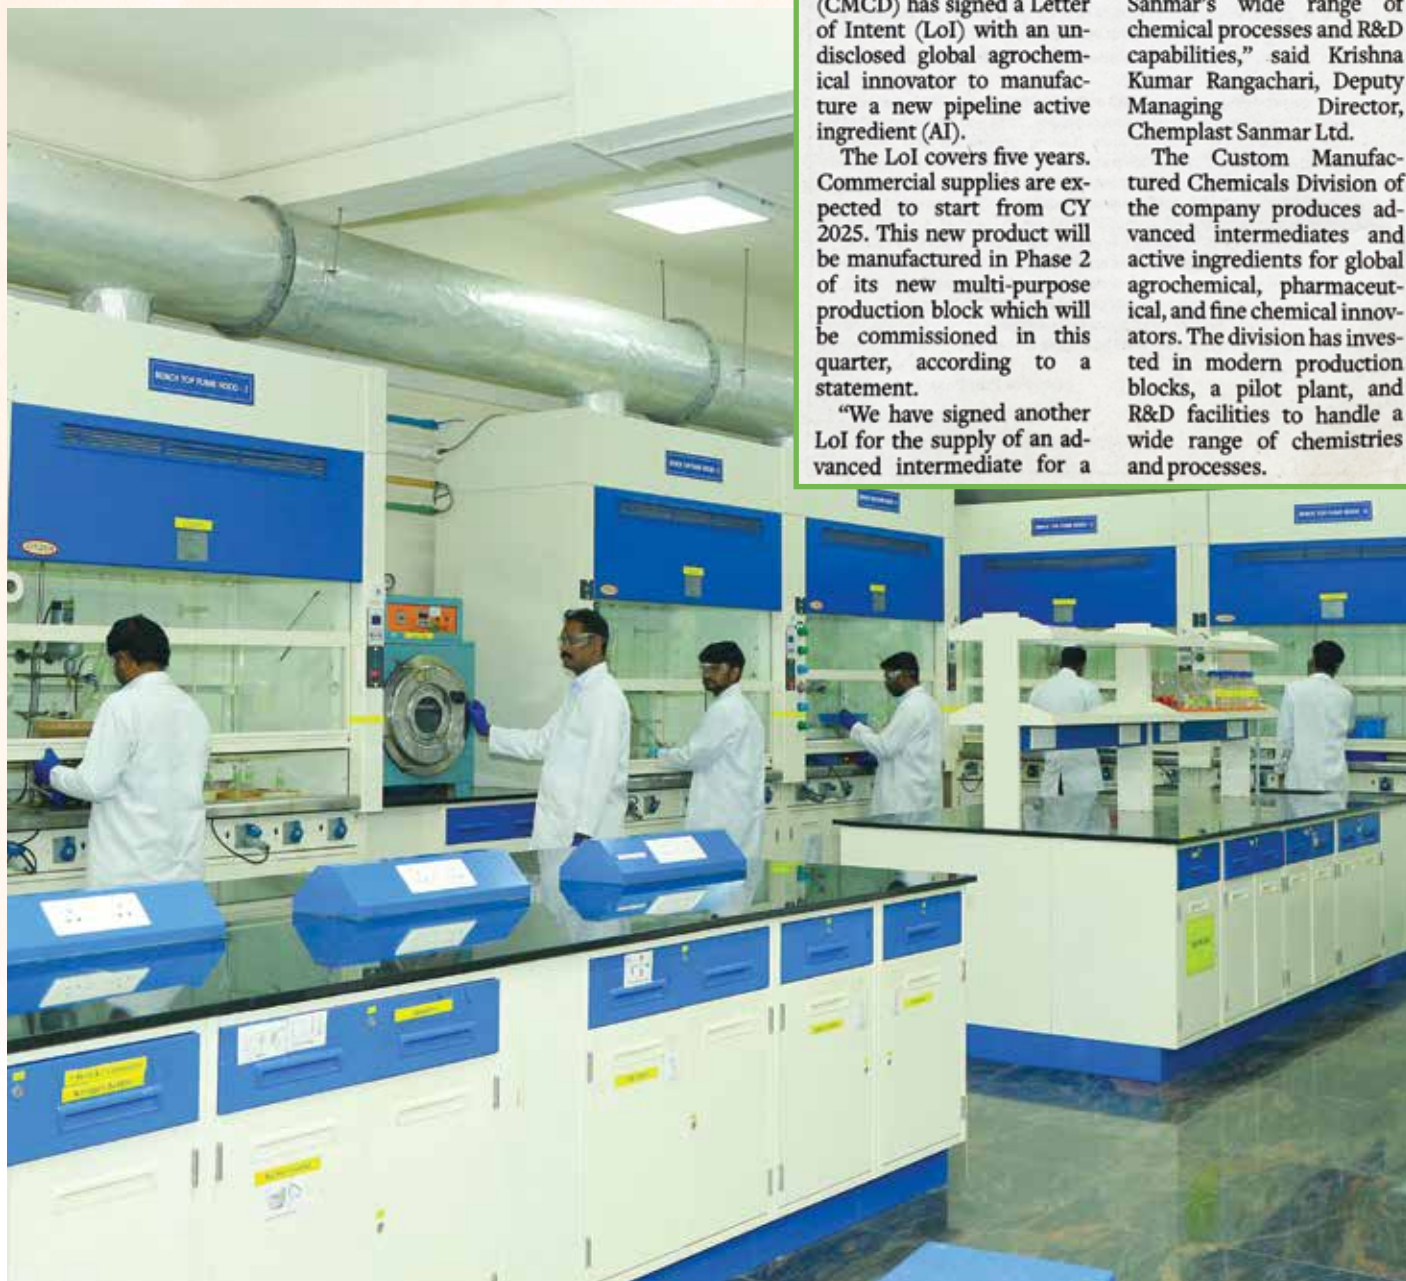 (CMCD) has signed a Letter
of Intent (LoI) with an un-
disclosed global agrochem-
ical innovator to manufac-
ture a new pipeline active
ingredient (AI).
The LoI covers five years.
Commercial supplies are ex-
pected to start from CY
2025. This new product will
be manufactured in Phase 2
of its new multi-purpose
production block which will
be commissioned in this
quarter, according to a
statement.
“We have signed another
LoI for the supply of an ad-
vanced intermediate for a
Sanmar’s wide range of
chemical processes and R&D
capabilities,” said Krishna
Kumar Rangachari, Deputy
Managing Director,
Chemplast Sanmar Ltd.
The Custom Manufac-
tured Chemicals Division of
the company produces ad-
vanced intermediates and
active ingredients for global
agrochemical, pharmaceut-
ical, and fine chemical innov-
ators. The division has inves-
ted in modern production
blocks, a pilot plant, and
R&D facilities to handle a
wide range of chemistries
and processes.
BENCH TOP FUME HOOD - 1